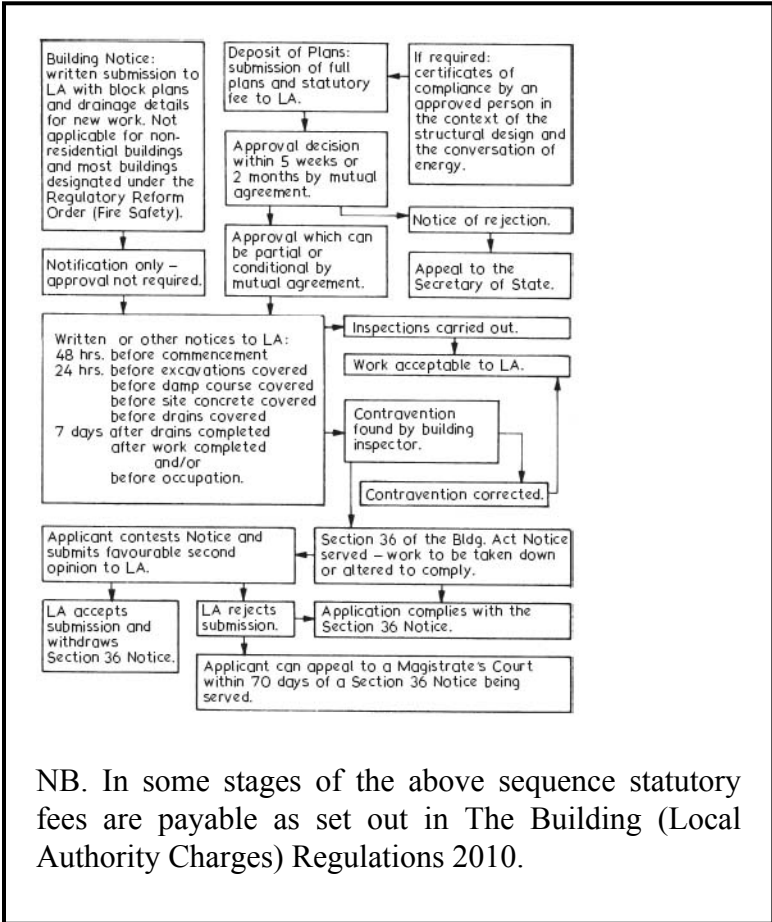 Building Notice:
written submission to
LA with block plans
and drainage details
for new work. Not
applicable for non-
residential buildings
and most buildings
designated under the
Regulatory Reform
Order (Fire Safety).
Deposit of Plans:
submission of full
plans and statutory
fee to LA.
If required:
certificates of
compliance by an
approved person in
the context of the
structural design and
the conversation of
energy.
Approval decision
within 5 weeks or
2 months by mutual
agreement.
Notice of rejection.
Notification only –
approval not required.
Approval which can
be partial or
conditional by
mutual agreement.
Appeal to the
Secretary of State.
Written or other notices to LA:
48 hrs. before commencement
24 hrs. before excavations covered
before damp course covered
before site concrete covered
before drains covered
7 days after drains completed
after work completed
and/or
before occupation.
Inspections carried out.
Work acceptable to LA.
Contravention
found by building
inspector.
Contravention corrected.
Applicant contests Notice and
submits favourable second
opinion to LA.
Section 36 of the Bldg. Act Notice
served – work to be taken down
or altered to comply.
LA accepts
submission and
withdraws
Section 36 Notice.
LA rejects
submission.
Application complies with the
Section 36 Notice.
Applicant can appeal to a Magistrate's Court
within 70 days of a Section 36 Notice being
served.
NB. In some stages of the above sequence statutory
fees are payable as set out in The Building (Local
Authority Charges) Regulations 2010.